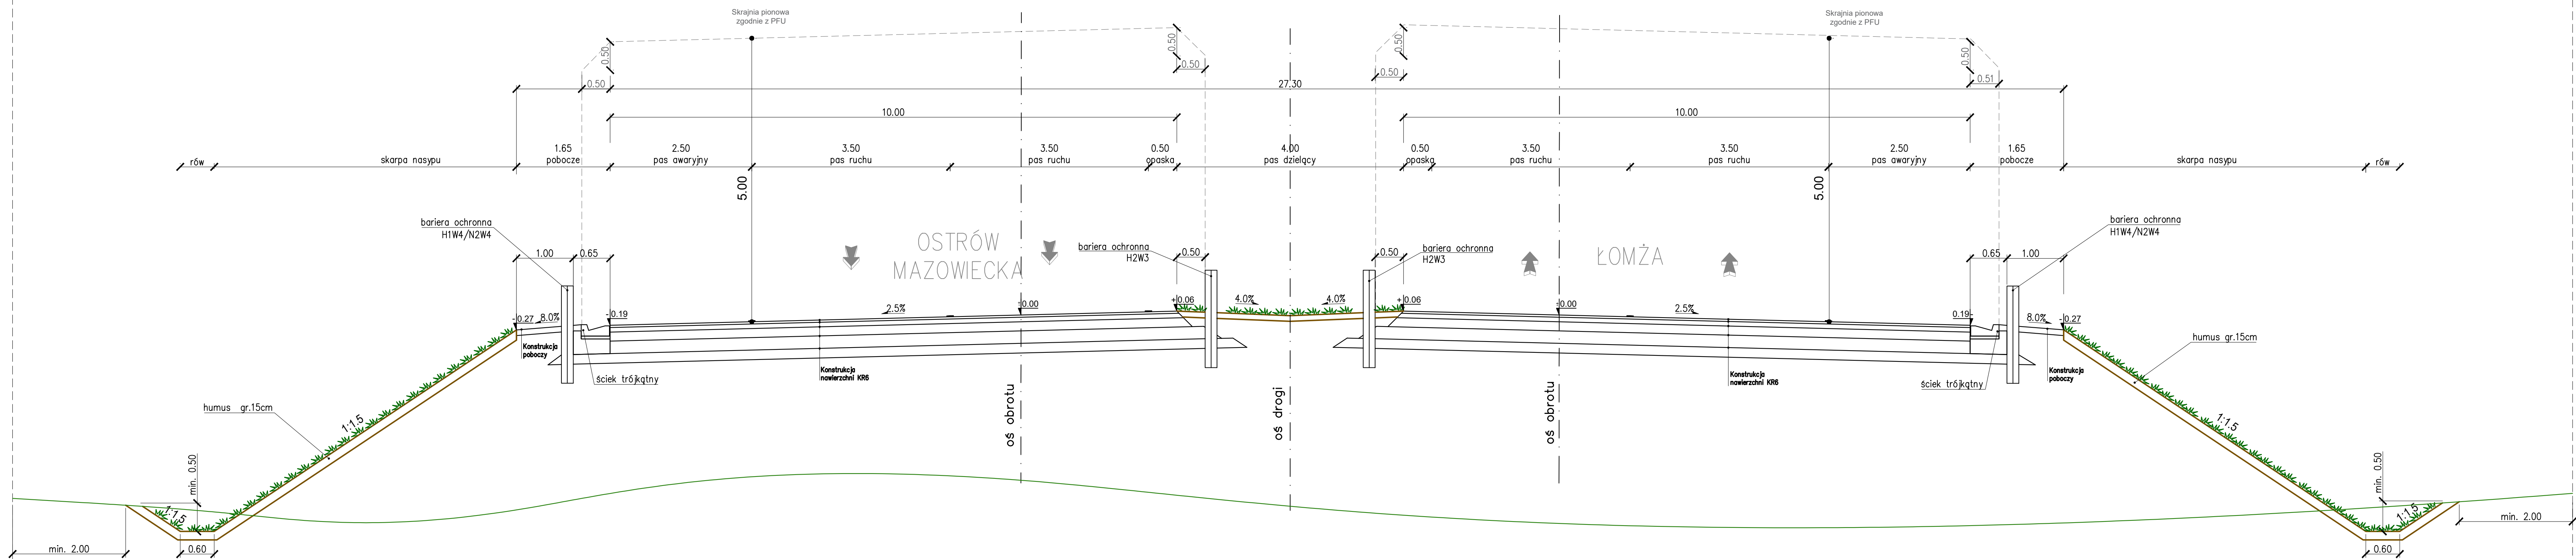 Skrajnia pionowa
zgodnie z PFU
Skrajnia pionowa
zgodnie z PFU
0.50
0.50
0.50
0.50
0.50
0.50
0.50
0.51
27.30
10.00
10.00
rów
skarpa nasypu
1.65
pobocze
2.50
pas awaryjny
3.50
pas ruchu
3.50
pas ruchu
0.50
opaska
4.00
pas dzielący
0.50
opaska
3.50
pas ruchu
3.50
pas ruchu
2.50
pas awaryjny
1.65
pobocze
skarpa nasypu
rów
5.00
5.00
bariera ochronna
H1W4/N2W4
1.00
0.65
OSTRÓW
MAZOWIECKA
bariera ochronna
H2W3
0.50
0.50
bariera ochronna
H2W3
ŁOMŻA
0.65
1.00
bariera ochronna
H1W4/N2W4
-0.27
8.0%
-0.19
2.5%
±0.00
+0.06
4.0%
4.0%
+0.06
±0.00
2.5%
0.19-
8.0%
-0.27
Konstrukcja
poboczy
ściek trójkątny
Konstrukcja
nawierzchni KR6
Konstrukcja
nawierzchni KR6
ściek trójkątny
Konstrukcja
poboczy
humus gr.15cm
humus gr.15cm
1:1.5
1:1.5
oś obrotu
oś drogi
oś obrotu
min. 0.50
min. 0.50
1:1.5
1:1.5
min. 2.00
0.60
0.60
min. 2.00